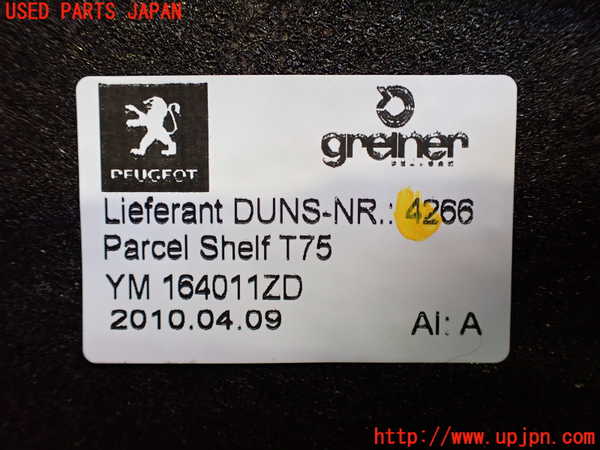 USED PARTS JAPAN
PEUGEOT
greiner
Lieferant DUNS-NR.: 4266
Parcel Shelf T75
YM 164011ZD
2010.04.09 AI: A
http://www.upjpn.com/